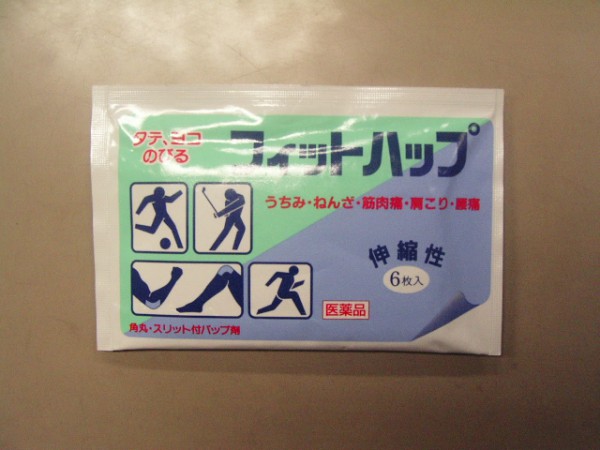 タテ、ヨコ
のびる
フィットハップ
うちみ・ねんざ・筋肉痛・肩こり・腰痛
伸縮性
6枚入
医薬品
角丸・スリット付パップ剤